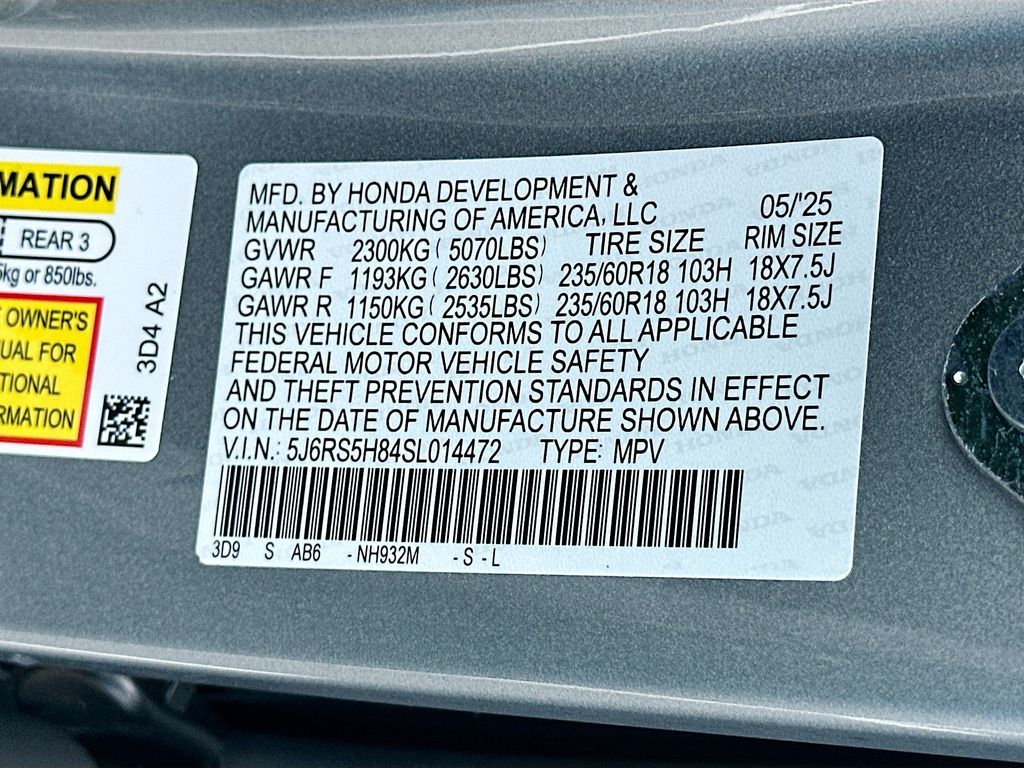 MATION
REAR 3
5kg or 850lbs.
OWNER'S
UAL FOR
TIONAL
RMATION
3D4 A2
MFD. BY HONDA DEVELOPMENT &
MANUFACTURING OF AMERICA, LLC 05/'25
GVWR 2300KG ( 5070LBS) TIRE SIZE RIM SIZE
GAWR F 1193KG ( 2630LBS) 235/60R18 103H 18X7.5J
GAWR R 1150KG ( 2535LBS) 235/60R18 103H 18X7.5J
THIS VEHICLE CONFORMS TO ALL APPLICABLE
FEDERAL MOTOR VEHICLE SAFETY
AND THEFT PREVENTION STANDARDS IN EFFECT
ON THE DATE OF MANUFACTURE SHOWN ABOVE.
V.I.N.: 5J6RS5H84SL014472 TYPE: MPV
3D9 S AB6 - NH932M - S - L